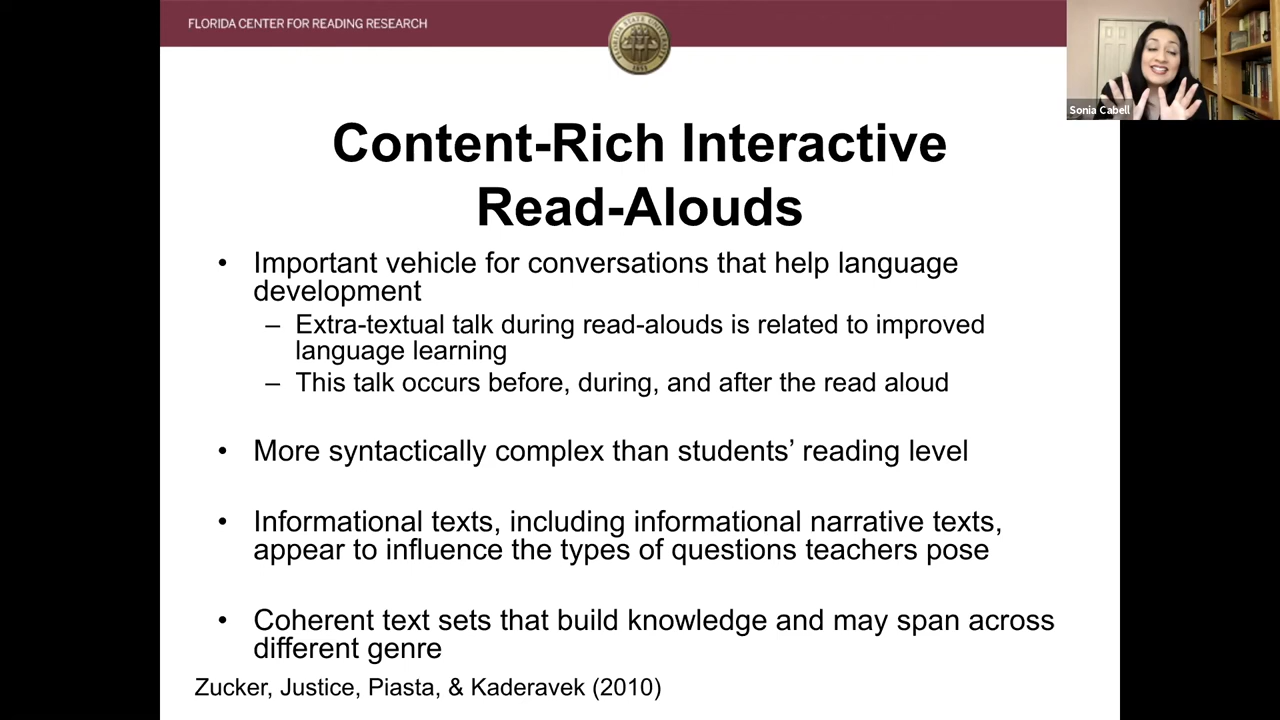 FLORIDA CENTER FOR READING RESEARCH
Sonia Cabell
Content-Rich Interactive
Read-Alouds
• Important vehicle for conversations that help language
development
– Extra-textual talk during read-alouds is related to improved
language learning
– This talk occurs before, during, and after the read aloud
• More syntactically complex than students’ reading level
• Informational texts, including informational narrative texts,
appear to influence the types of questions teachers pose
• Coherent text sets that build knowledge and may span across
different genre
Zucker, Justice, Piasta, & Kaderavek (2010)